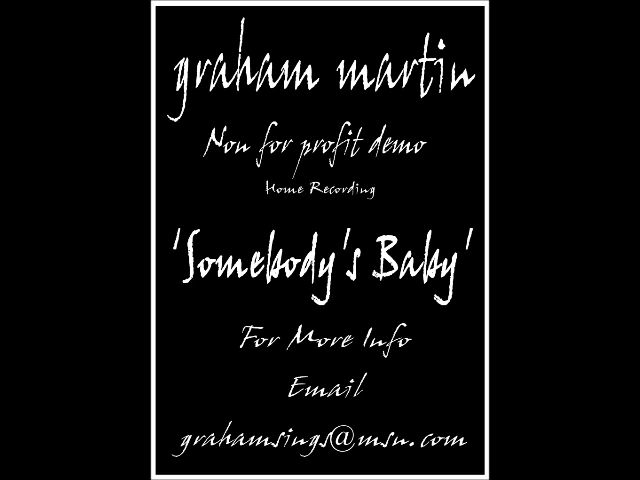 graham martin
Non for profit demo
Home Recording
'Somebody's Baby'
For More Info
Email
grahamsings@msn.com